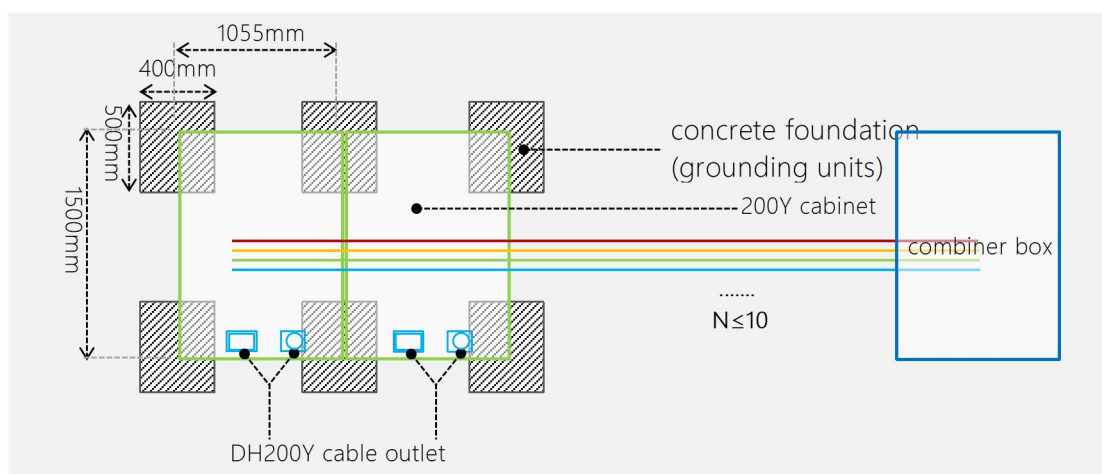 1055mm
400mm
500mm
1500mm
concrete foundation
(grounding units)
200Y cabinet
combiner box
.......
N≤10
DH200Y cable outlet